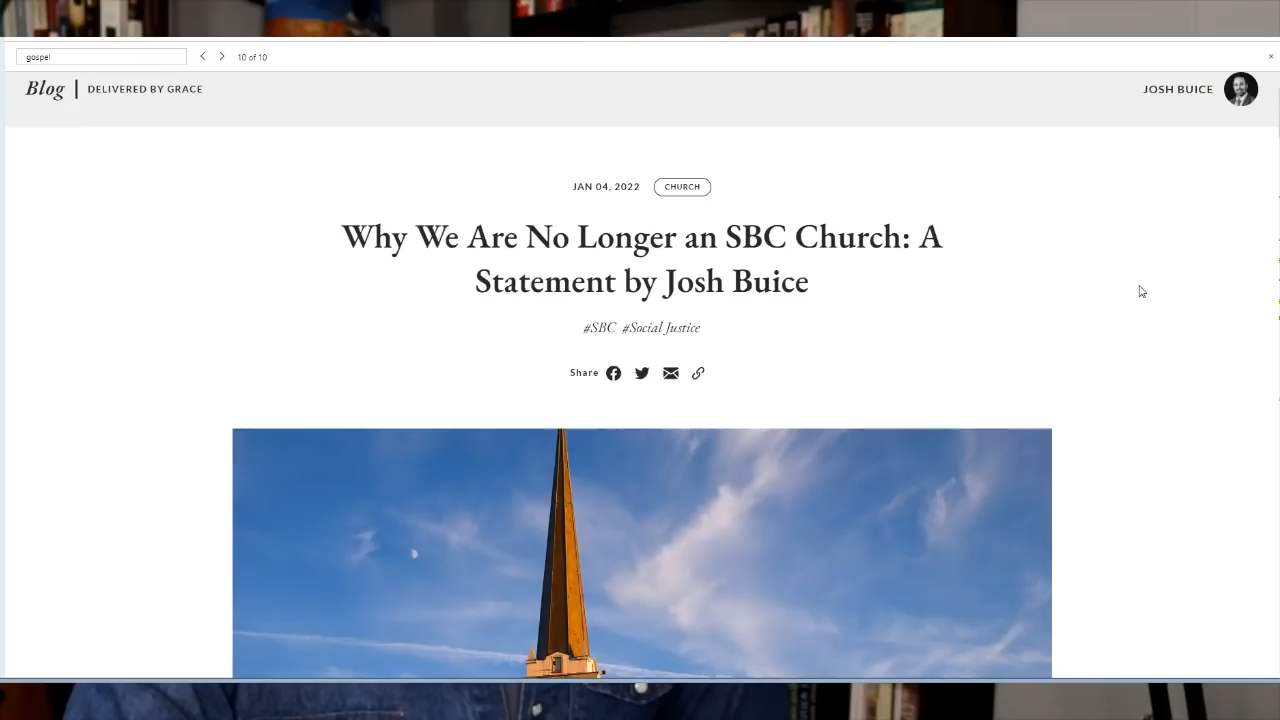 gospel
10 of 10
Blog | DELIVERED BY GRACE
JOSH BUICE
JAN 04, 2022
CHURCH
Why We Are No Longer an SBC Church: A
Statement by Josh Buice
#SBC #Social Justice
Share